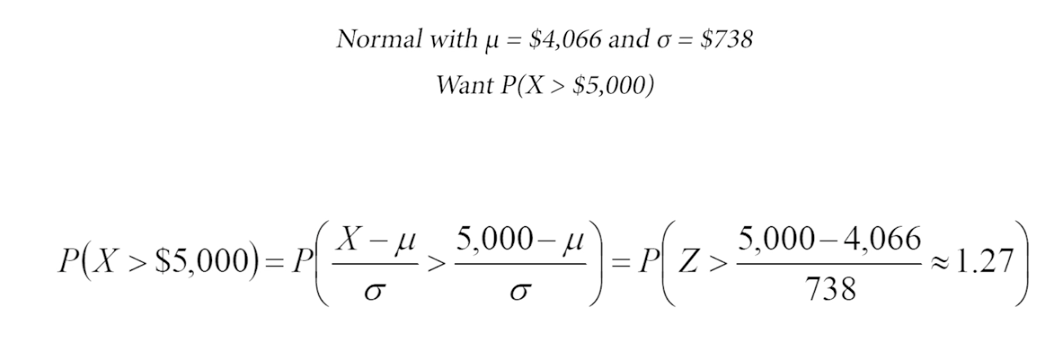 Normal with μ = $4,066 and σ = $738
Want P(X > $5,000)
P(X > $5,000) = P( (X − μ)/σ > (5,000 − μ)/σ ) = P( Z > (5,000 − 4,066)/738 ≈ 1.27 )